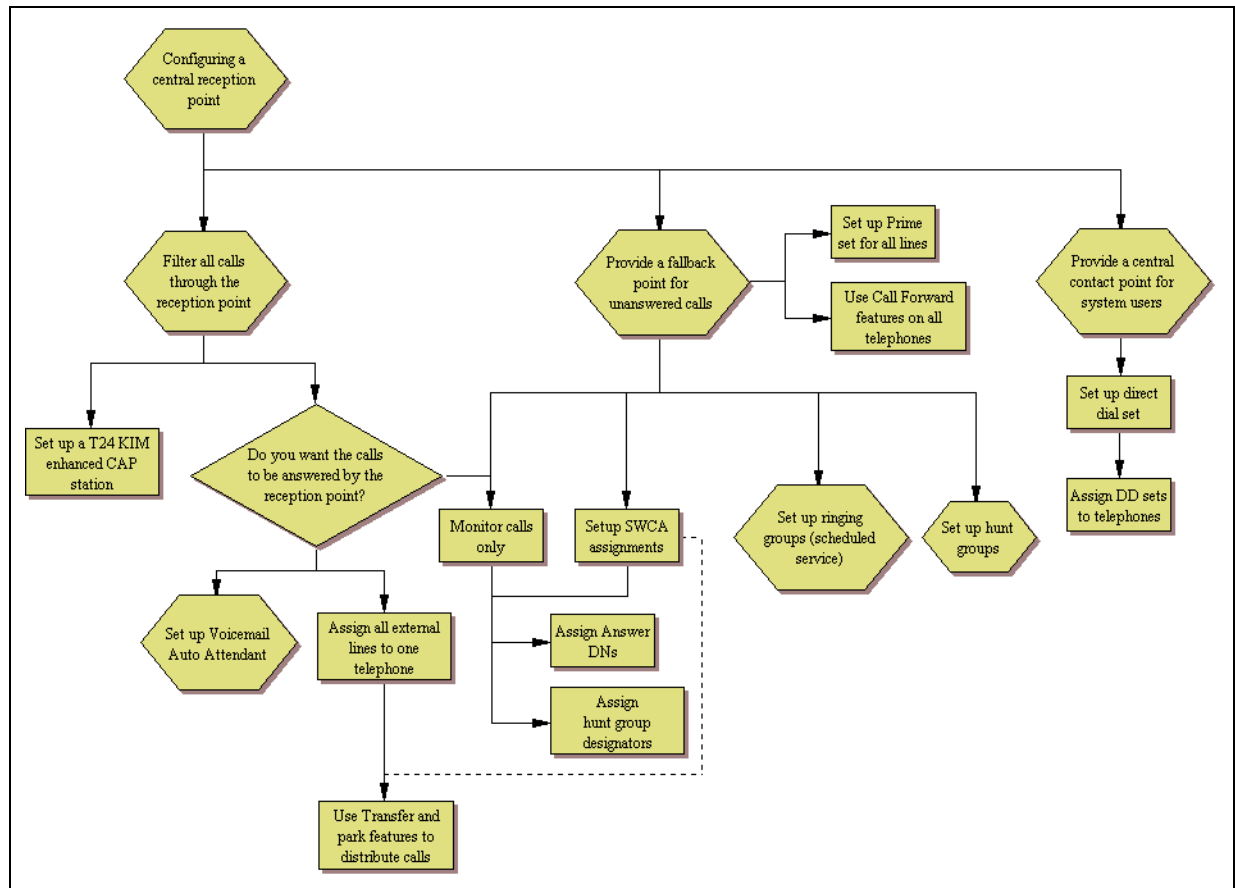 Configuring a
central reception
point
Filter all calls
through the
reception point
Provide a fallback
point for
unanswered calls
Set up Prime
set for all lines
Use Call Forward
features on all
telephones
Provide a central
contact point for
system users
Set up a T24 KIM
enhanced CAP
station
Do you want the calls
to be answered by the
reception point?
Monitor calls
only
Setup SWCA
assignments
Set up ringing
groups (scheduled
service)
Set up hunt
groups
Set up direct
dial set
Assign DD sets
to telephones
Set up Voicemail
Auto Attendant
Assign all external
lines to one
telephone
Assign Answer
DNs
Assign
hunt group
designators
Use Transfer and
park features to
distribute calls